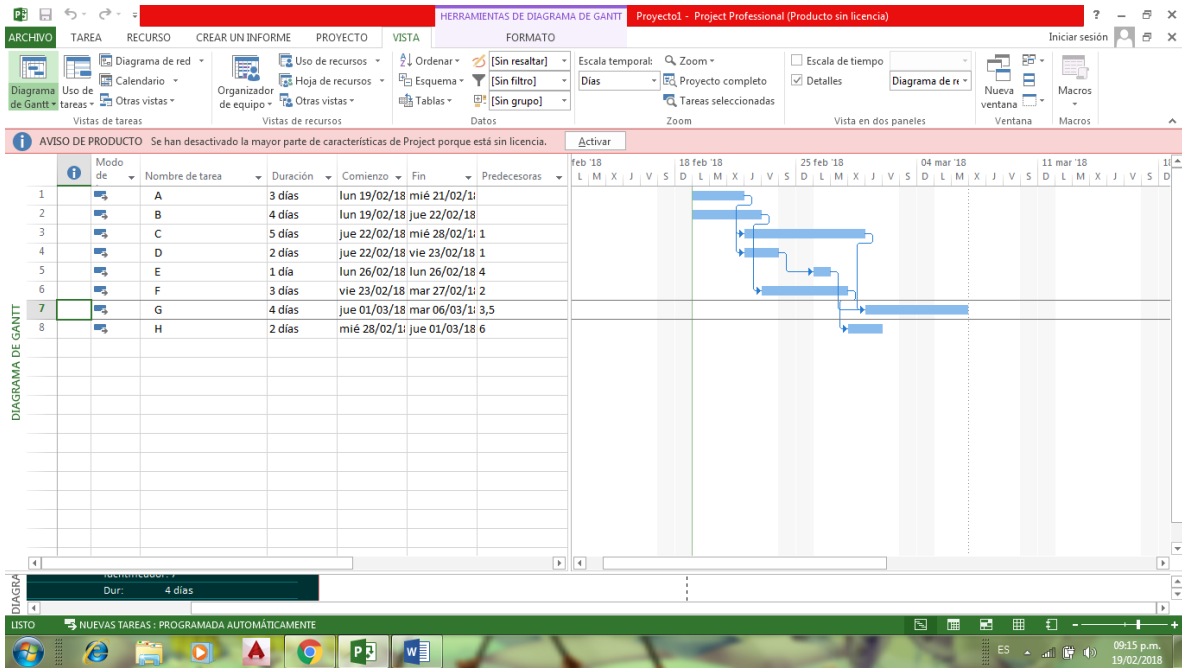 HERRAMIENTAS DE DIAGRAMA DE GANTT Proyecto1 - Project Professional (Producto sin licencia) ?
ARCHIVO TAREA RECURSO CREAR UN INFORME PROYECTO VISTA FORMATO Iniciar sesión
Diagrama de Gantt
Uso de tareas
Diagrama de red
Calendario
Otras vistas
Vistas de tareas
Organizador de equipo
Uso de recursos
Hoja de recursos
Otras vistas
Vistas de recursos
Ordenar [Sin resaltar]
Esquema [Sin filtro]
Tablas [Sin grupo]
Datos
Escala temporal:
Días
Zoom
Proyecto completo
Tareas seleccionadas
Zoom
Escala de tiempo
Detalles Diagrama de re
Vista en dos paneles
Nueva ventana
Ventana
Macros
Macros
AVISO DE PRODUCTO Se han desactivado la mayor parte de características de Project porque está sin licencia. Activar
Modo de Nombre de tarea Duración Comienzo Fin Predecesoras
feb '18 18 feb '18 25 feb '18 04 mar '18 11 mar '18 18
L M X J V S D L M X J V S D L M X J V S D L M X J V S D L M X J V S D
1 A 3 días lun 19/02/18 mié 21/02/18
2 B 4 días lun 19/02/18 jue 22/02/18
3 C 5 días jue 22/02/18 mié 28/02/18 1
4 D 2 días jue 22/02/18 vie 23/02/18 1
5 E 1 día lun 26/02/18 lun 26/02/18 4
6 F 3 días vie 23/02/18 mar 27/02/18 2
7 G 4 días jue 01/03/18 mar 06/03/18 3,5
8 H 2 días mié 28/02/18 jue 01/03/18 6
DIAGRAMA DE GANTT
DIAGRA
Identificador: 7
Dur: 4 días
LISTO NUEVAS TAREAS : PROGRAMADA AUTOMÁTICAMENTE
ES 09:15 p.m.
19/02/2018